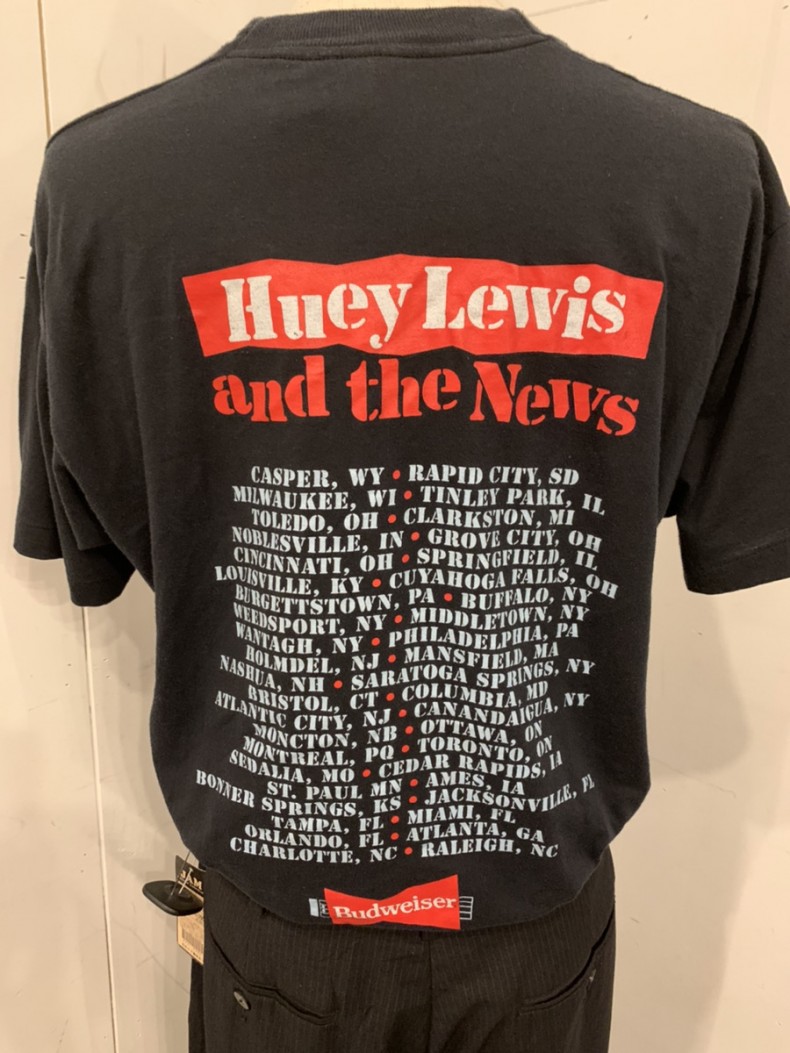 Huey Lewis
and the News
CASPER, WY • RAPID CITY, SD
MILWAUKEE, WI • TINLEY PARK, IL
TOLEDO, OH • CLARKSTON, MI
NOBLESVILLE, IN • GROVE CITY, OH
CINCINNATI, OH • SPRINGFIELD, IL
LOUISVILLE, KY • CUYAHOGA FALLS, OH
BURGETTSTOWN, PA • BUFFALO, NY
WEEDSPORT, NY • MIDDLETOWN, NY
WANTAGH, NY • PHILADELPHIA, PA
HOLMDEL, NJ • MANSFIELD, MA
NASHUA, NH • SARATOGA SPRINGS, NY
BRISTOL, CT • COLUMBIA, MD
ATLANTIC CITY, NJ • CANANDAIGUA, NY
MONCTON, NB • OTTAWA, ON
MONTREAL, PQ • TORONTO, ON
SEDALIA, MO • CEDAR RAPIDS, IA
ST. PAUL MN • AMES, IA
BONNER SPRINGS, KS • JACKSONVILLE, FL
TAMPA, FL • MIAMI, FL
ORLANDO, FL • ATLANTA, GA
CHARLOTTE, NC • RALEIGH, NC
Budweiser